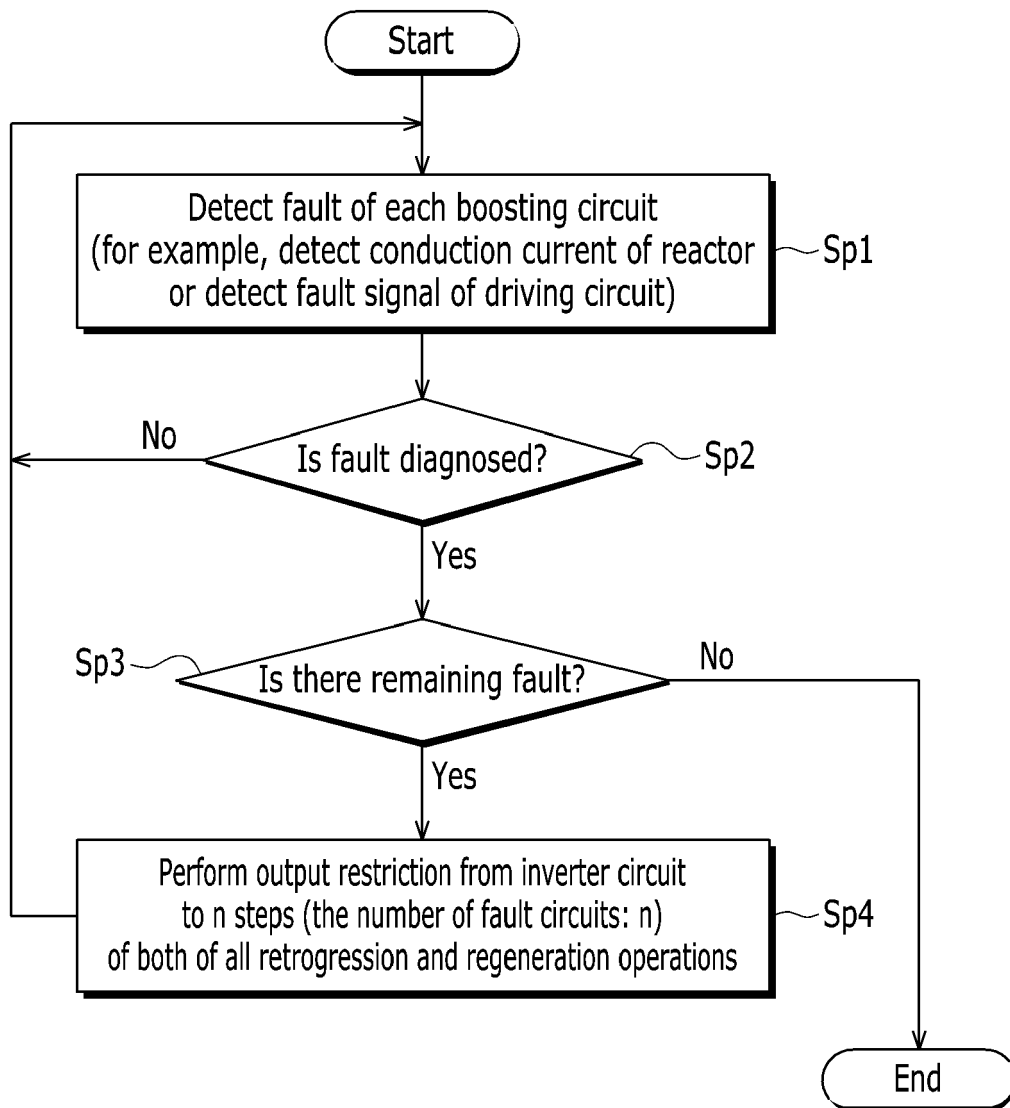 Start
Detect fault of each boosting circuit
(for example, detect conduction current of reactor
or detect fault signal of driving circuit)
Sp1
No
Is fault diagnosed?
Sp2
Yes
Sp3
Is there remaining fault?
No
Yes
Perform output restriction from inverter circuit
to n steps (the number of fault circuits: n)
of both of all retrogression and regeneration operations
Sp4
End